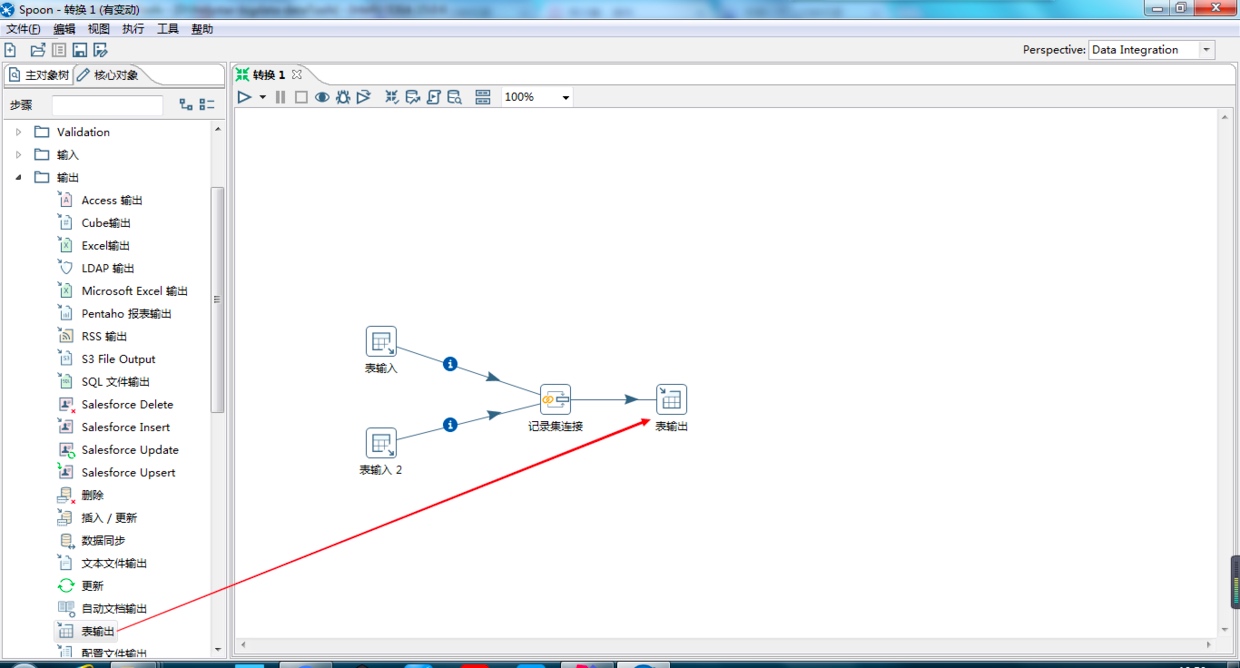 Spoon - 转换 1 (有变动)
文件(F) 编辑 视图 执行 工具 帮助
Perspective: Data Integration
主对象树 核心对象
转换 1
步骤
100%
Validation
输入
输出
Access 输出
Cube输出
Excel输出
LDAP 输出
Microsoft Excel 输出
Pentaho 报表输出
RSS 输出
S3 File Output
SQL 文件输出
Salesforce Delete
Salesforce Insert
Salesforce Update
Salesforce Upsert
删除
插入 / 更新
数据同步
文本文件输出
更新
自动文档输出
表输出
配置文件输出
表输入
记录集连接
表输出
表输入 2